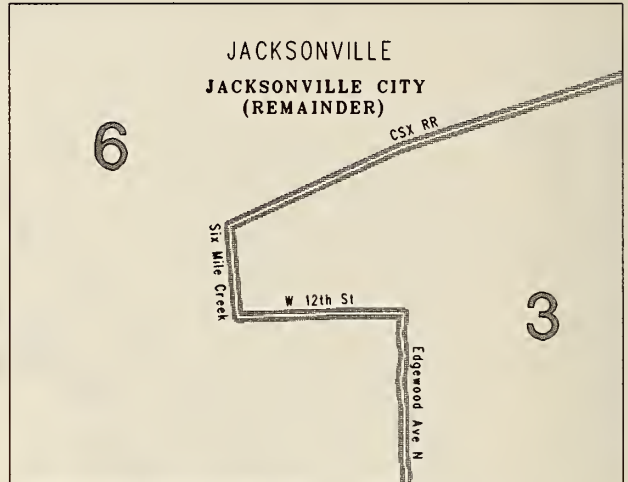 JACKSONVILLE
JACKSONVILLE CITY
(REMAINDER)
6
CSX RR
Six Mile Creek
W 12th St
3
Edgewood Ave N